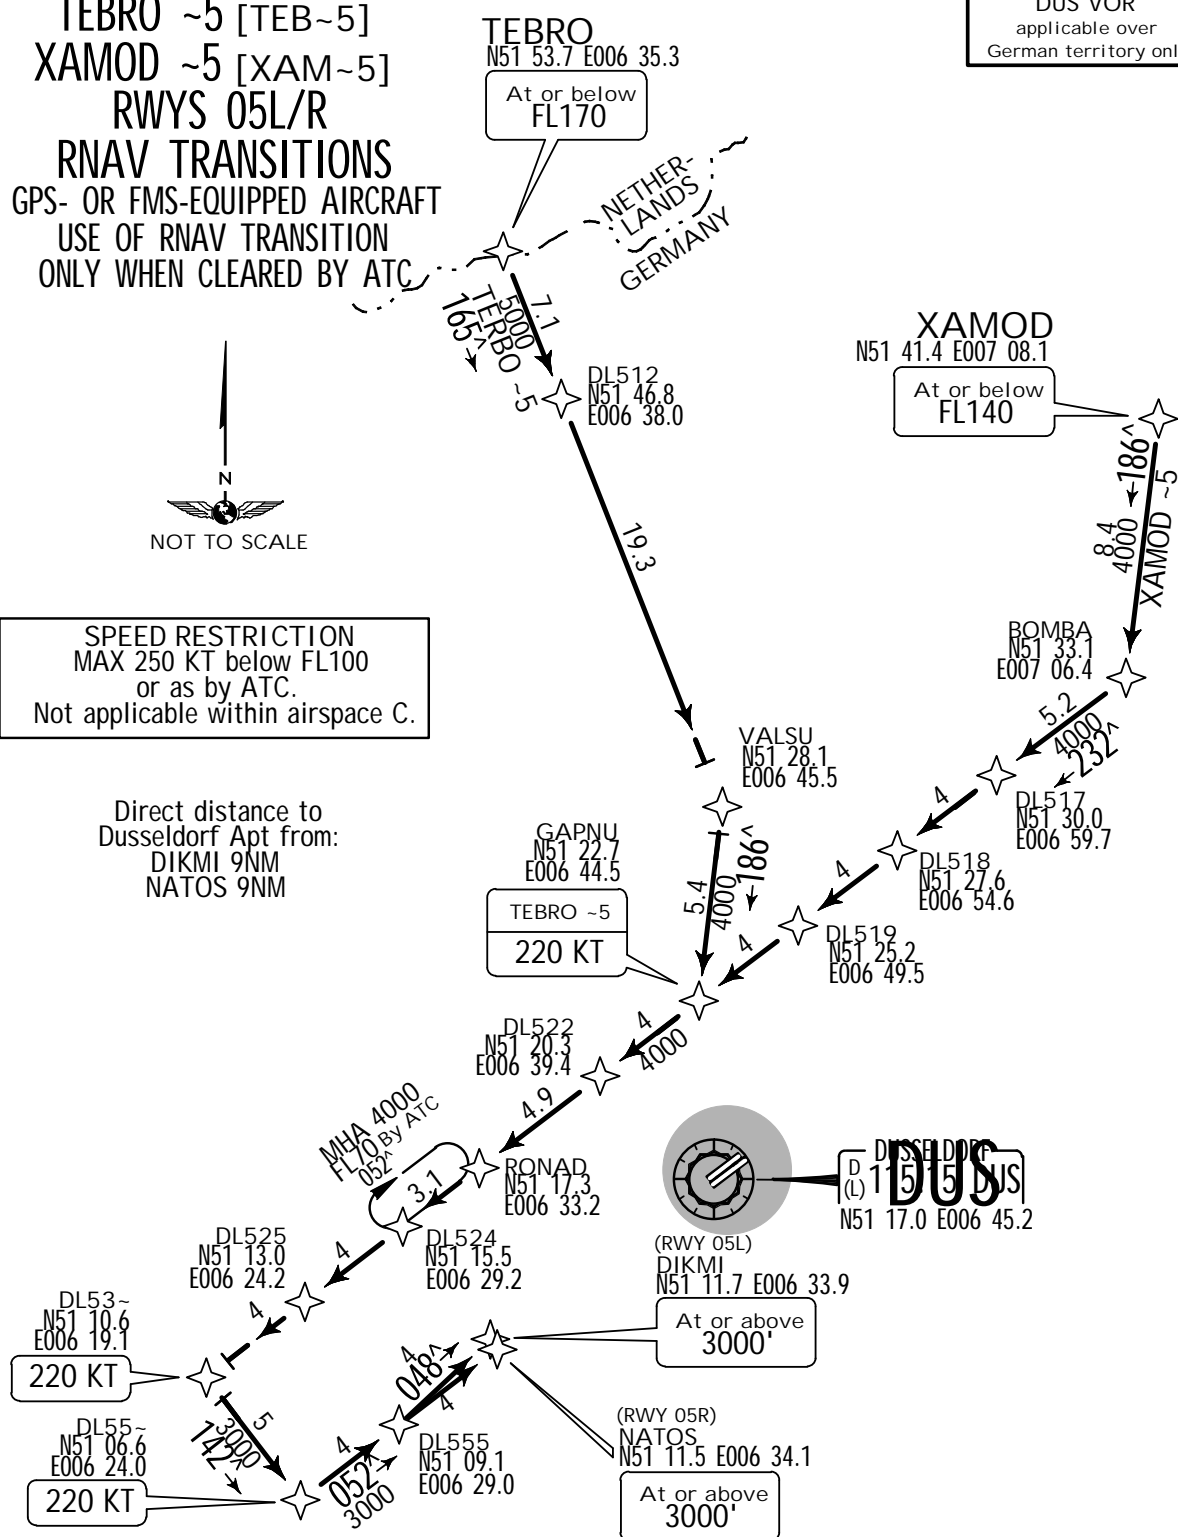 TEBRO ~5 [TEB~5]
XAMOD ~5 [XAM~5]
RWYS 05L/R
RNAV TRANSITIONS
GPS- OR FMS-EQUIPPED AIRCRAFT
USE OF RNAV TRANSITION
ONLY WHEN CLEARED BY ATC
DUS VOR
applicable over
German territory onl
TEBRO
N51 53.7 E006 35.3
At or below
FL170
NETHER-
LANDS
GERMANY
7.1
5000
TERBO ~5
165^
DL512
N51 46.8
E006 38.0
XAMOD
N51 41.4 E007 08.1
At or below
FL140
186^
8.4
4000
XAMOD ~5
N
NOT TO SCALE
19.3
SPEED RESTRICTION
MAX 250 KT below FL100
or as by ATC.
Not applicable within airspace C.
BOMBA
N51 33.1
E007 06.4
5.2
4000
232^
VALSU
N51 28.1
E006 45.5
DL517
N51 30.0
E006 59.7
4
Direct distance to
Dusseldorf Apt from:
DIKMI 9NM
NATOS 9NM
GAPNU
N51 22.7
E006 44.5
TEBRO ~5
220 KT
5.4
4000
186^
DL518
N51 27.6
E006 54.6
4
DL519
N51 25.2
E006 49.5
4
DL522
N51 20.3
E006 39.4
4
4000
4.9
MHA 4000
FL70 By ATC
052^
3.1
RONAD
N51 17.3
E006 33.2
DUSSELDORF
D
(L)
115.15 DUS
DUS
N51 17.0 E006 45.2
DL525
N51 13.0
E006 24.2
4
DL524
N51 15.5
E006 29.2
(RWY 05L)
DIKMI
N51 11.7 E006 33.9
At or above
3000'
DL53~
N51 10.6
E006 19.1
220 KT
4
4
048^
4
5
3000
142^
DL55~
N51 06.6
E006 24.0
220 KT
4
052^
3000
DL555
N51 09.1
E006 29.0
(RWY 05R)
NATOS
N51 11.5 E006 34.1
At or above
3000'